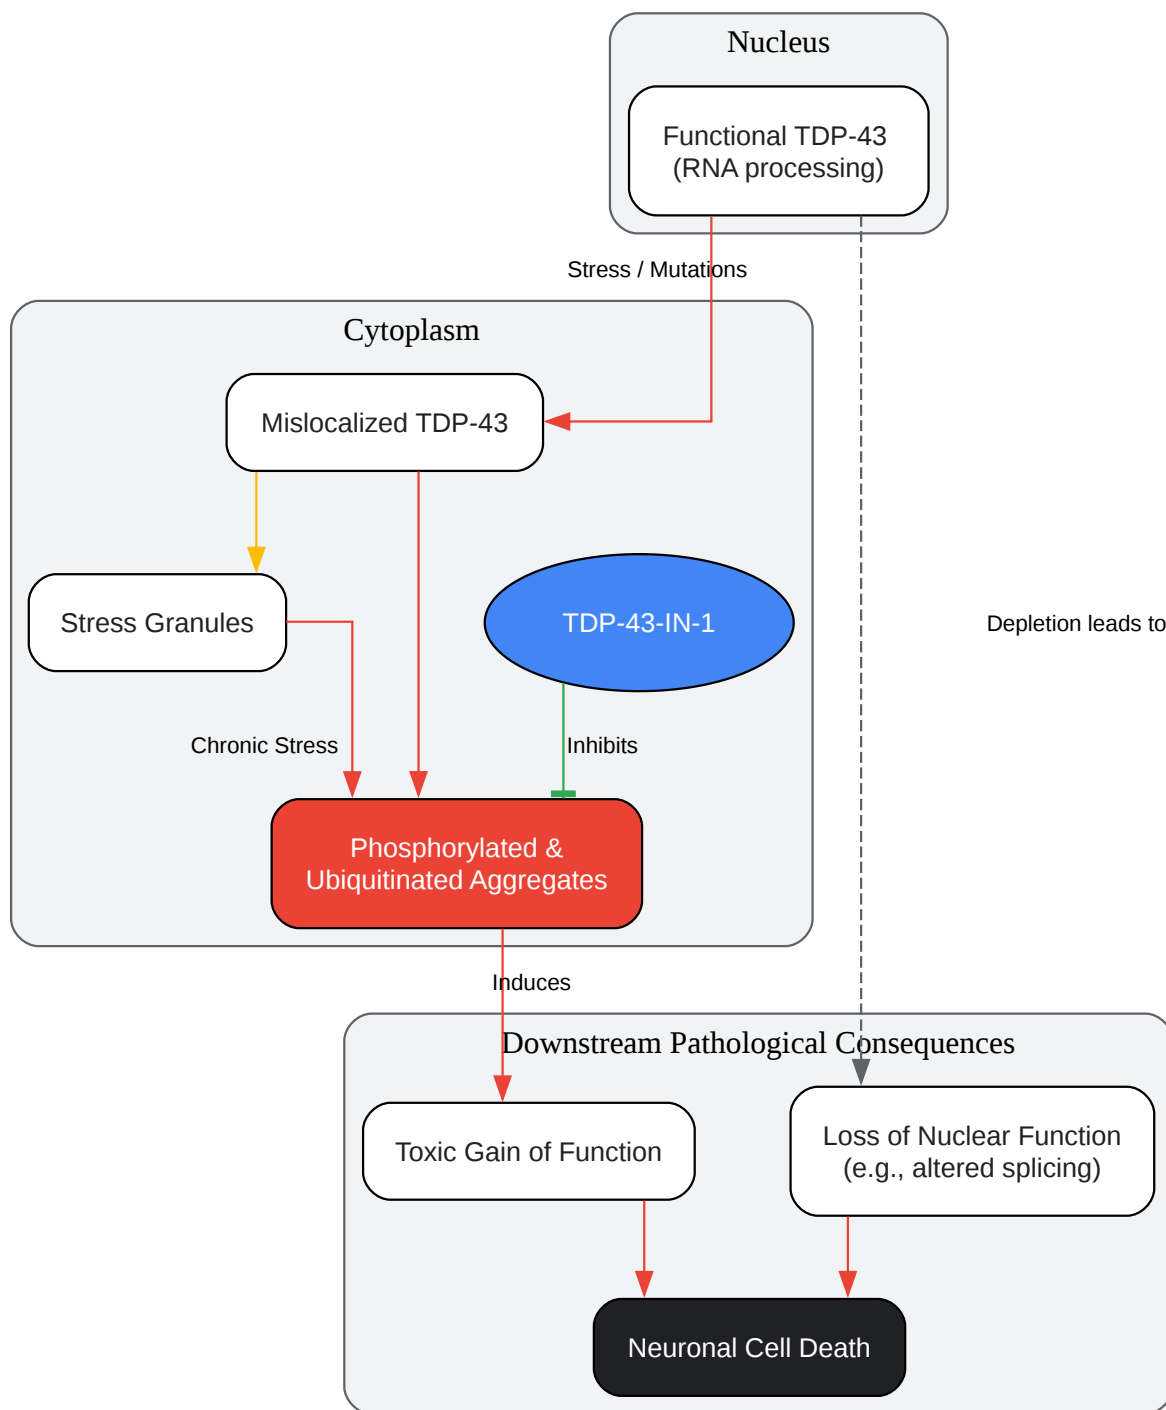 Nucleus
Functional TDP-43
(RNA processing)
Stress / Mutations
Cytoplasm
Mislocalized TDP-43
Stress Granules
TDP-43-IN-1
Depletion leads to
Chronic Stress
Inhibits
Phosphorylated &
Ubiquitinated Aggregates
Induces
Downstream Pathological Consequences
Toxic Gain of Function
Loss of Nuclear Function
(e.g., altered splicing)
Neuronal Cell Death